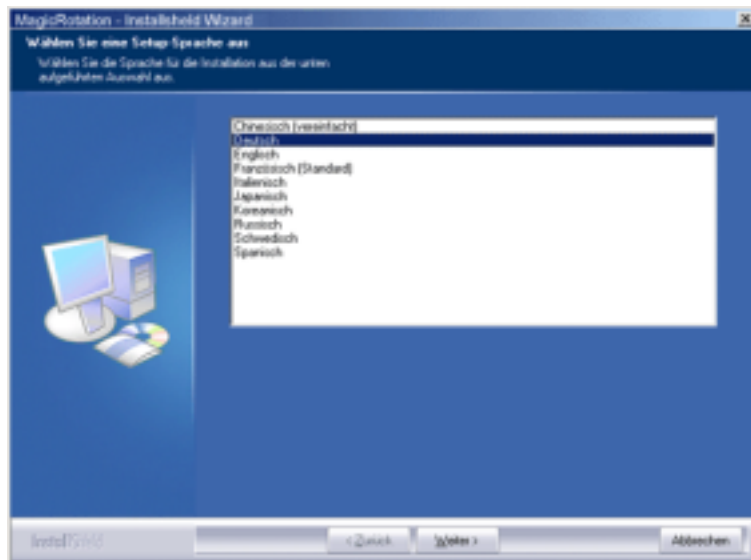 MagicRotation - Installsheld Wizard
Wählen Sie eine Setup-Sprache aus
Wählen Sie die Sprache für die Installation aus der unten
aufgeführten Auswahl aus.
Chinesisch (vereinfacht)
Deutsch
Englisch
Französisch (Standard)
Italienisch
Japanisch
Koreanisch
Russisch
Schwedisch
Spanisch
InstallShield
< Zurück
Weiter >
Abbrechen